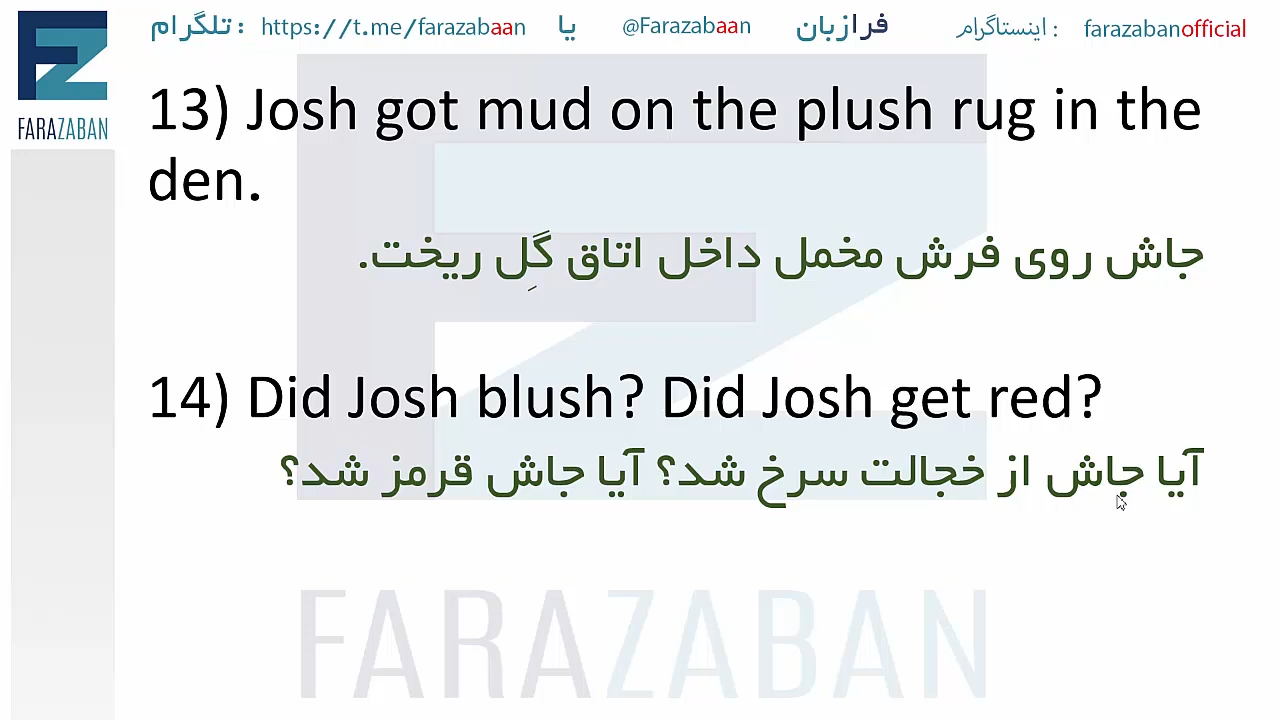 تلگرام : https://t.me/farazabaan یا @Farazabaan فرازبان اینستاگرام : farazabanofficial
FARAZABAN
13) Josh got mud on the plush rug in the
den.
جاش روی فرش مخمل داخل اتاق گِل ریخت.
14) Did Josh blush? Did Josh get red?
آیا جاش از خجالت سرخ شد؟ آیا جاش قرمز شد؟
FARAZABAN